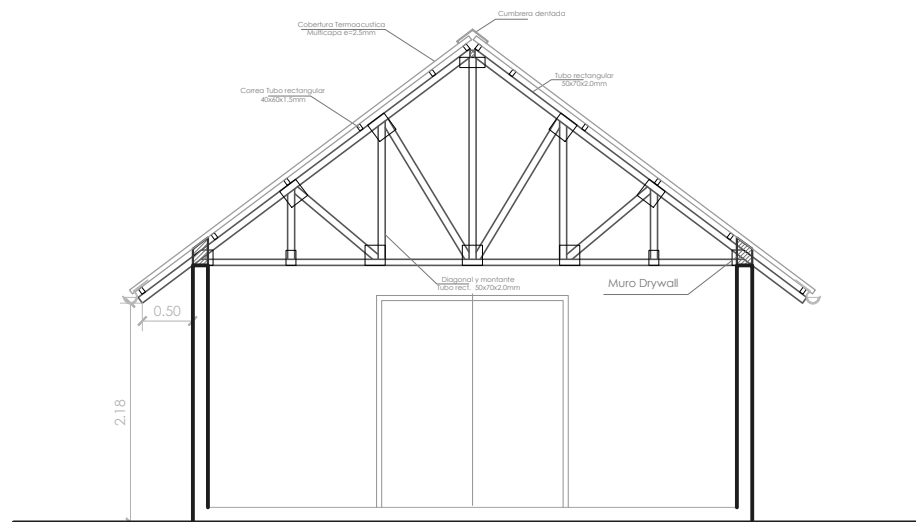 Cumbrera dentada
Cobertura Termoacustica
Multicapa e=2.5mm
Tubo rectangular
50x70x2.0mm
Correa Tubo rectangular
40x60x1.5mm
Diagonal y montante
Tubo rect. 50x70x2.0mm
Muro Drywall
0.50
2.18